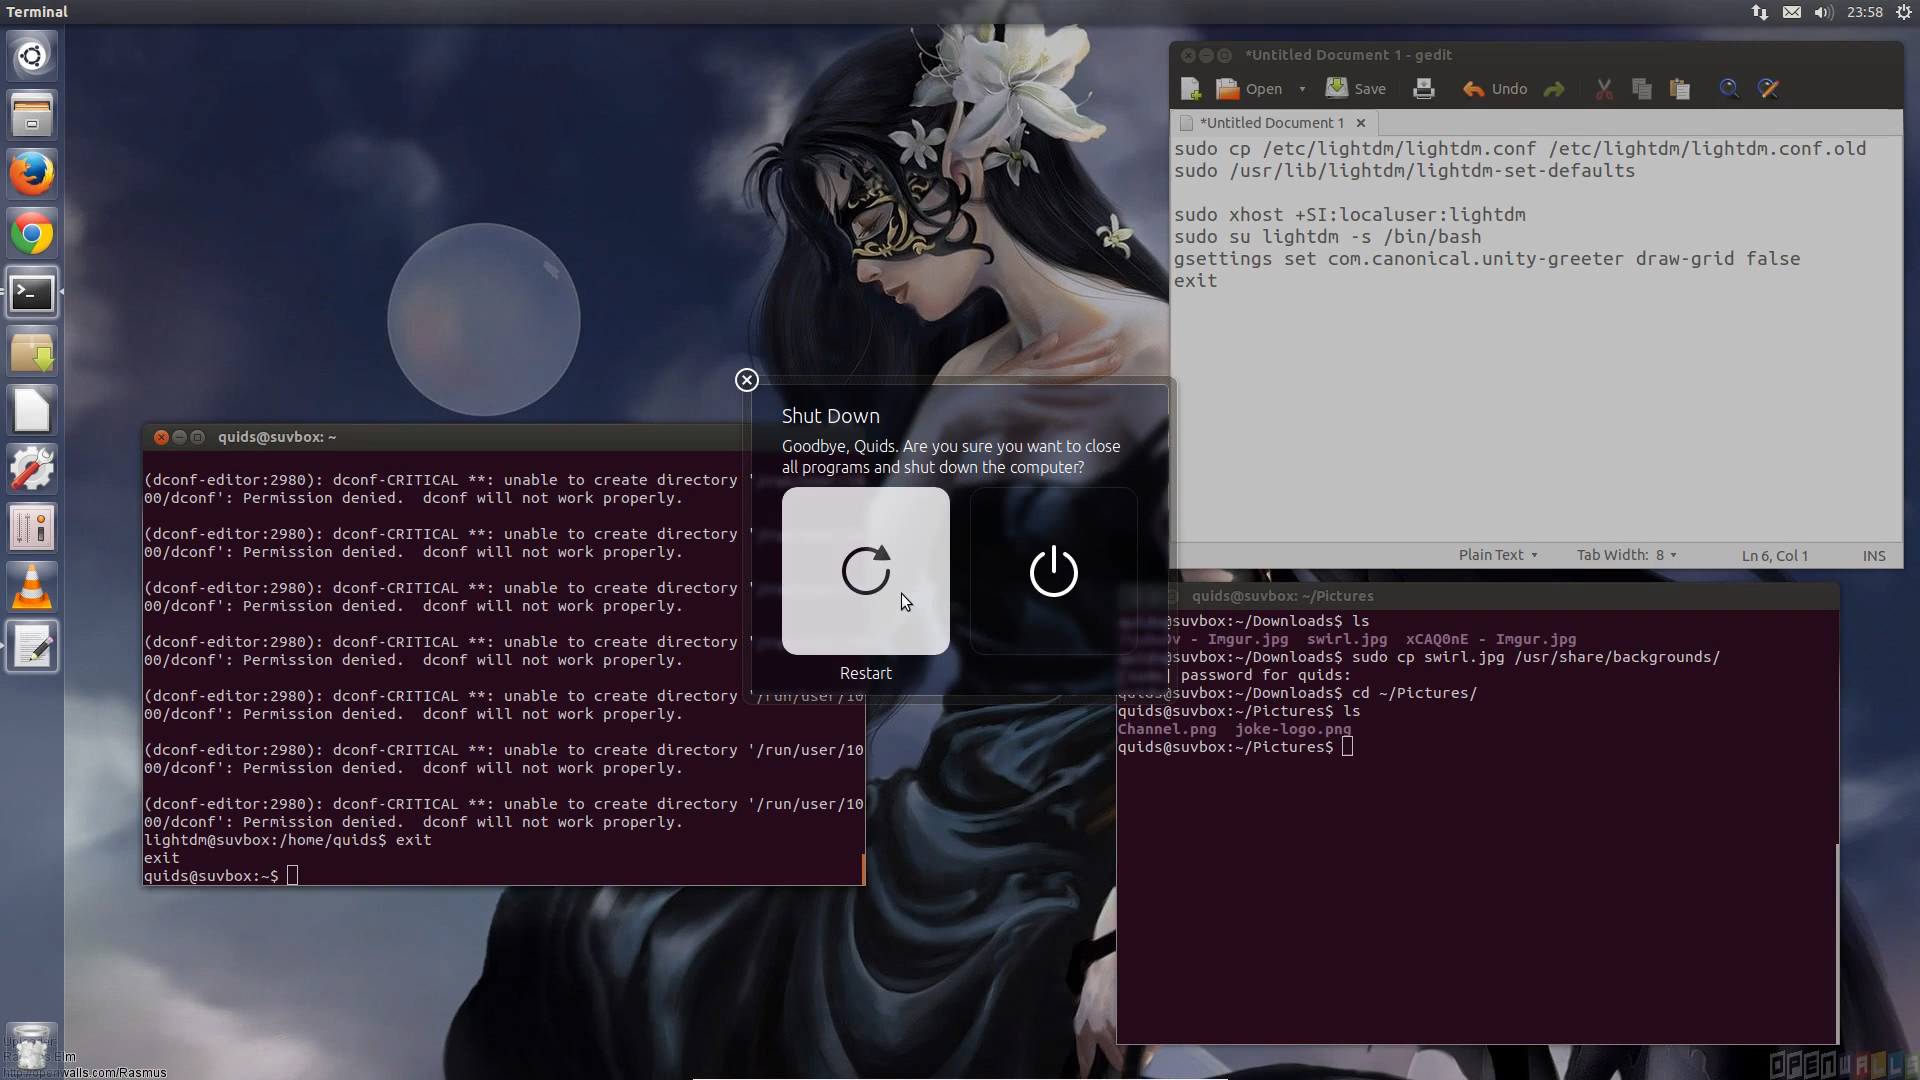 Terminal
23:58
*Untitled Document 1 - gedit
Open
Save
Undo
*Untitled Document 1
sudo cp /etc/lightdm/lightdm.conf /etc/lightdm/lightdm.conf.old
sudo /usr/lib/lightdm/lightdm-set-defaults
sudo xhost +SI:localuser:lightdm
sudo su lightdm -s /bin/bash
gsettings set com.canonical.unity-greeter draw-grid false
exit
Plain Text
Tab Width: 8
Ln 6, Col 1
INS
Shut Down
Goodbye, Quids. Are you sure you want to close
all programs and shut down the computer?
Restart
quids@suvbox: ~
(dconf-editor:2980): dconf-CRITICAL **: unable to create directory '
00/dconf': Permission denied.  dconf will not work properly.
(dconf-editor:2980): dconf-CRITICAL **: unable to create directory '
00/dconf': Permission denied.  dconf will not work properly.
(dconf-editor:2980): dconf-CRITICAL **: unable to create directory '
00/dconf': Permission denied.  dconf will not work properly.
(dconf-editor:2980): dconf-CRITICAL **: unable to create directory '
00/dconf': Permission denied.  dconf will not work properly.
(dconf-editor:2980): dconf-CRITICAL **: unable to create directory '/run/user/10
00/dconf': Permission denied.  dconf will not work properly.
(dconf-editor:2980): dconf-CRITICAL **: unable to create directory '/run/user/10
00/dconf': Permission denied.  dconf will not work properly.
(dconf-editor:2980): dconf-CRITICAL **: unable to create directory '/run/user/10
00/dconf': Permission denied.  dconf will not work properly.
lightdm@suvbox:/home/quids$ exit
exit
quids@suvbox:~$
quids@suvbox: ~/Pictures
@suvbox:~/Downloads$ ls
- Imgur.jpg  swirl.jpg  xCAQ0nE - Imgur.jpg
@suvbox:~/Downloads$ sudo cp swirl.jpg /usr/share/backgrounds/
password for quids:
quids@suvbox:~/Downloads$ cd ~/Pictures/
quids@suvbox:~/Pictures$ ls
Channel.png  joke-logo.png
quids@suvbox:~/Pictures$
Elm
http://openwalls.com/Rasmus
OPENWALLS